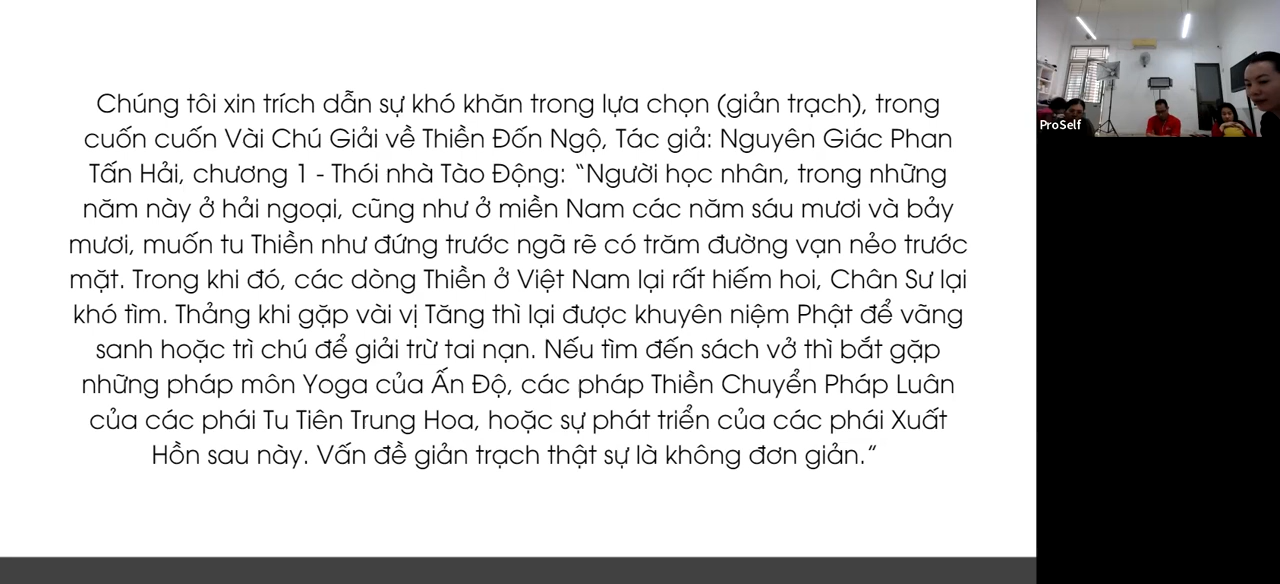 Chúng tôi xin trích dẫn sự khó khăn trong lựa chọn (giản trạch), trong
cuốn cuốn Vài Chú Giải về Thiền Đốn Ngộ, Tác giả: Nguyên Giác Phan
Tấn Hải, chương 1 - Thói nhà Tào Động: “Người học nhân, trong những
năm này ở hải ngoại, cũng như ở miền Nam các năm sáu mươi và bảy
mươi, muốn tu Thiền như đứng trước ngã rẽ có trăm đường vạn nẻo trước
mặt. Trong khi đó, các dòng Thiền ở Việt Nam lại rất hiếm hoi, Chân Sư lại
khó tìm. Thảng khi gặp vài vị Tăng thì lại được khuyên niệm Phật để vãng
sanh hoặc trì chú để giải trừ tai nạn. Nếu tìm đến sách vở thì bắt gặp
những pháp môn Yoga của Ấn Độ, các pháp Thiền Chuyển Pháp Luân
của các phái Tu Tiên Trung Hoa, hoặc sự phát triển của các phái Xuất
Hồn sau này. Vấn đề giản trạch thật sự là không đơn giản.“
ProSelf